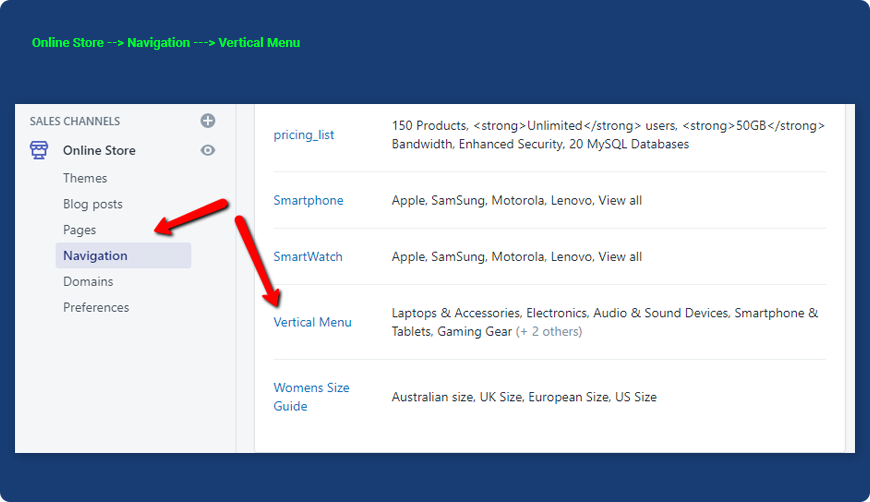 Online Store --> Navigation ---> Vertical Menu
SALES CHANNELS
Online Store
Themes
Blog posts
Pages
Navigation
Domains
Preferences
pricing_list
150 Products, <strong>Unlimited</strong> users, <strong>50GB</strong>
Bandwidth, Enhanced Security, 20 MySQL Databases
Smartphone
Apple, SamSung, Motorola, Lenovo, View all
SmartWatch
Apple, SamSung, Motorola, Lenovo, View all
Vertical Menu
Laptops & Accessories, Electronics, Audio & Sound Devices, Smartphone &
Tablets, Gaming Gear (+ 2 others)
Womens Size
Guide
Australian size, UK Size, European Size, US Size